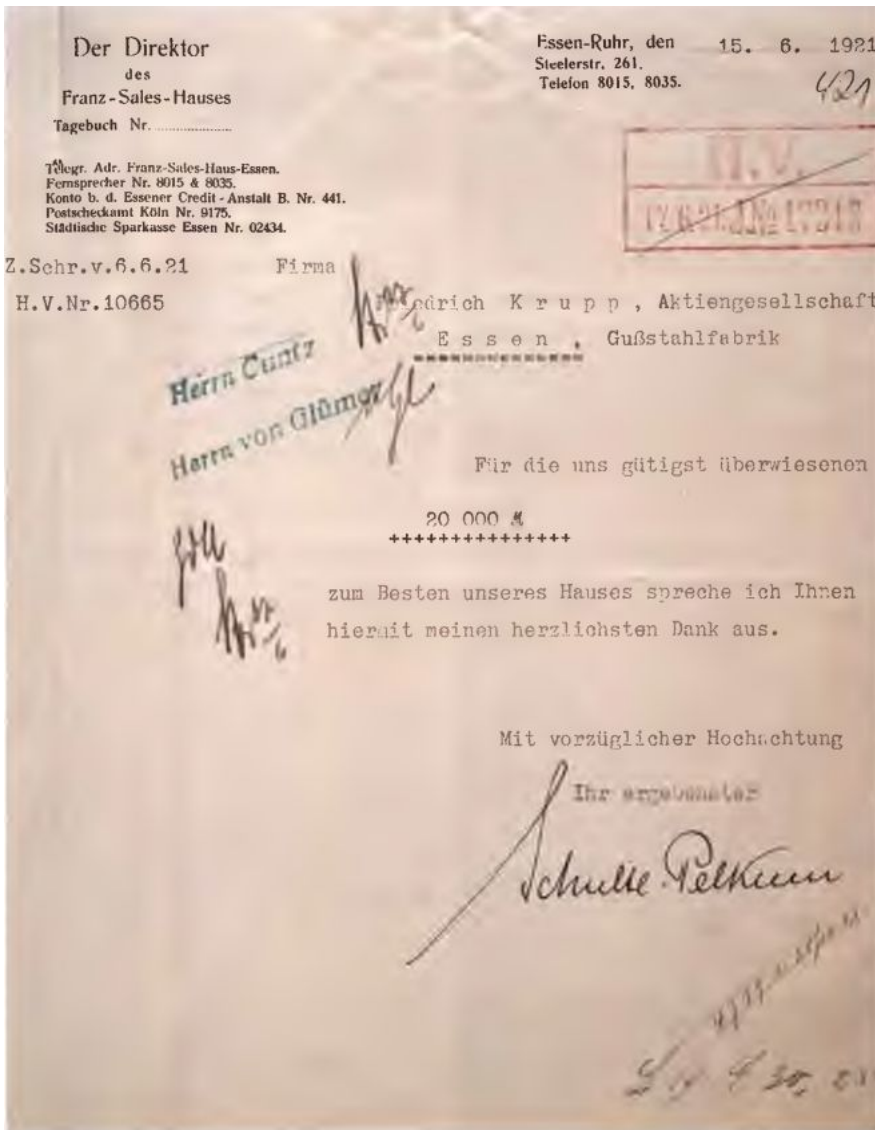 Der Direktor
des
Franz-Sales-Hauses
Tagebuch Nr.
Essen-Ruhr, den 15. 6. 1921
Steelerstr. 261.
Telefon 8015, 8035.
421
Telegr. Adr. Franz-Sales-Haus-Essen.
Fernsprecher Nr. 8015 & 8035.
Konto b. d. Essener Credit-Anstalt B. Nr. 441.
Postscheckamt Köln Nr. 9175.
Städtische Sparkasse Essen Nr. 02434.
H.V.
Z.Schr.v.6.6.21 Firma
H.V.Nr.10665
edrich Krupp, Aktiengesellschaft
Essen, Gußstahlfabrik
Herrn Cuntz
Herrn von Glümer
Für die uns gütigst überwiesenen
20 000 M
+++++++++++++++
zum Besten unseres Hauses spreche ich Ihnen
hiermit meinen herzlichsten Dank aus.
Mit vorzüglicher Hochachtung
Ihr ergebenster
Schulte-Pelkum